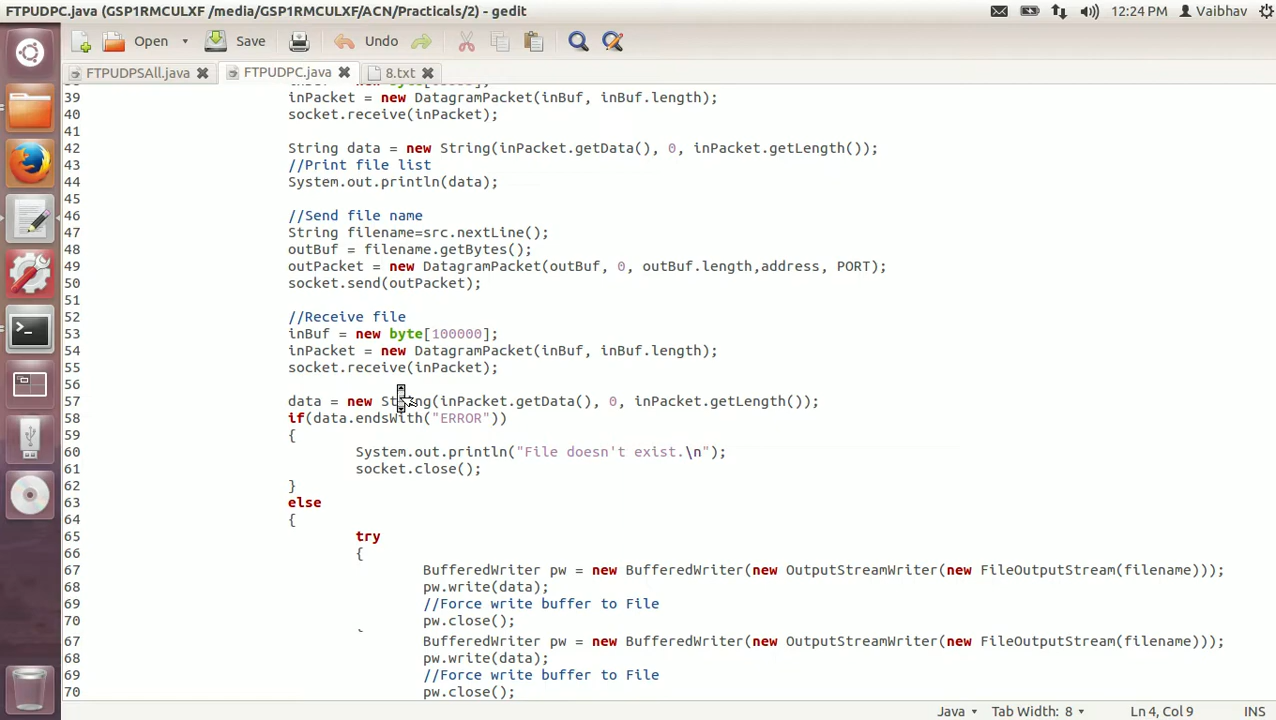 FTPUDPC.java (GSP1RMCULXF /media/GSP1RMCULXF/ACN/Practicals/2) - gedit
12:24 PM Vaibhav
Open Save Undo
FTPUDPSAll.java FTPUDPC.java 8.txt
39 inPacket = new DatagramPacket(inBuf, inBuf.length);
40 socket.receive(inPacket);
41
42 String data = new String(inPacket.getData(), 0, inPacket.getLength());
43 //Print file list
44 System.out.println(data);
45
46 //Send file name
47 String filename=src.nextLine();
48 outBuf = filename.getBytes();
49 outPacket = new DatagramPacket(outBuf, 0, outBuf.length,address, PORT);
50 socket.send(outPacket);
51
52 //Receive file
53 inBuf = new byte[100000];
54 inPacket = new DatagramPacket(inBuf, inBuf.length);
55 socket.receive(inPacket);
56
57 data = new String(inPacket.getData(), 0, inPacket.getLength());
58 if(data.endsWith("ERROR"))
59 {
60 System.out.println("File doesn't exist.\n");
61 socket.close();
62 }
63 else
64 {
65 try
66 {
67 BufferedWriter pw = new BufferedWriter(new OutputStreamWriter(new FileOutputStream(filename)));
68 pw.write(data);
69 //Force write buffer to File
70 pw.close();
67 BufferedWriter pw = new BufferedWriter(new OutputStreamWriter(new FileOutputStream(filename)));
68 pw.write(data);
69 //Force write buffer to File
70 pw.close();
Java Tab Width: 8 Ln 4, Col 9 INS